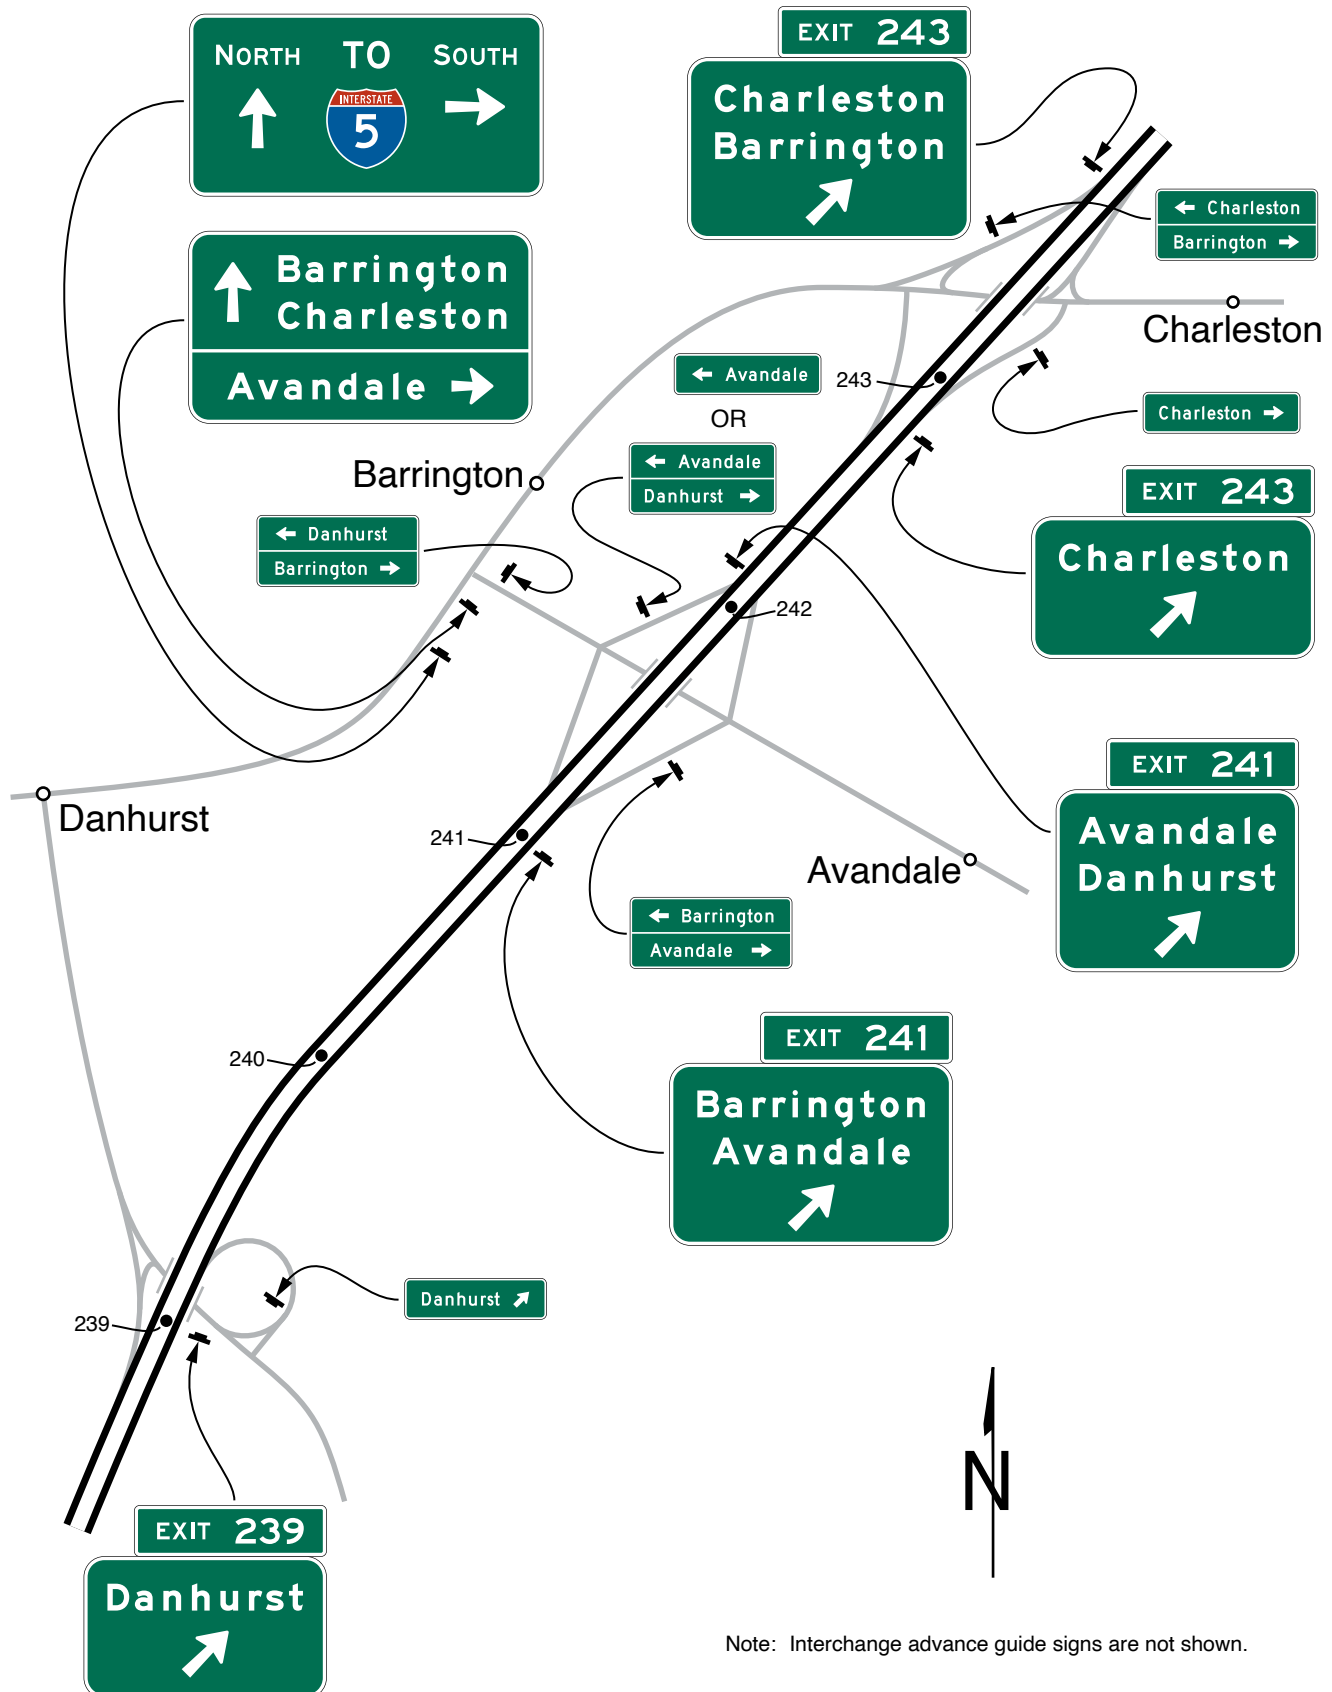 NORTH TO SOUTH
INTERSTATE
5
EXIT 243
Charleston
Barrington
Charleston
Barrington
Barrington
Charleston
Avandale
Charleston
Avandale
243
OR
Charleston
Avandale
Danhurst
Barrington
EXIT 243
Charleston
Danhurst
Barrington
242
EXIT 241
Avandale
Danhurst
Danhurst
241
Avandale
Barrington
Avandale
EXIT 241
Barrington
Avandale
240
Danhurst
239
N
EXIT 239
Danhurst
Note: Interchange advance guide signs are not shown.